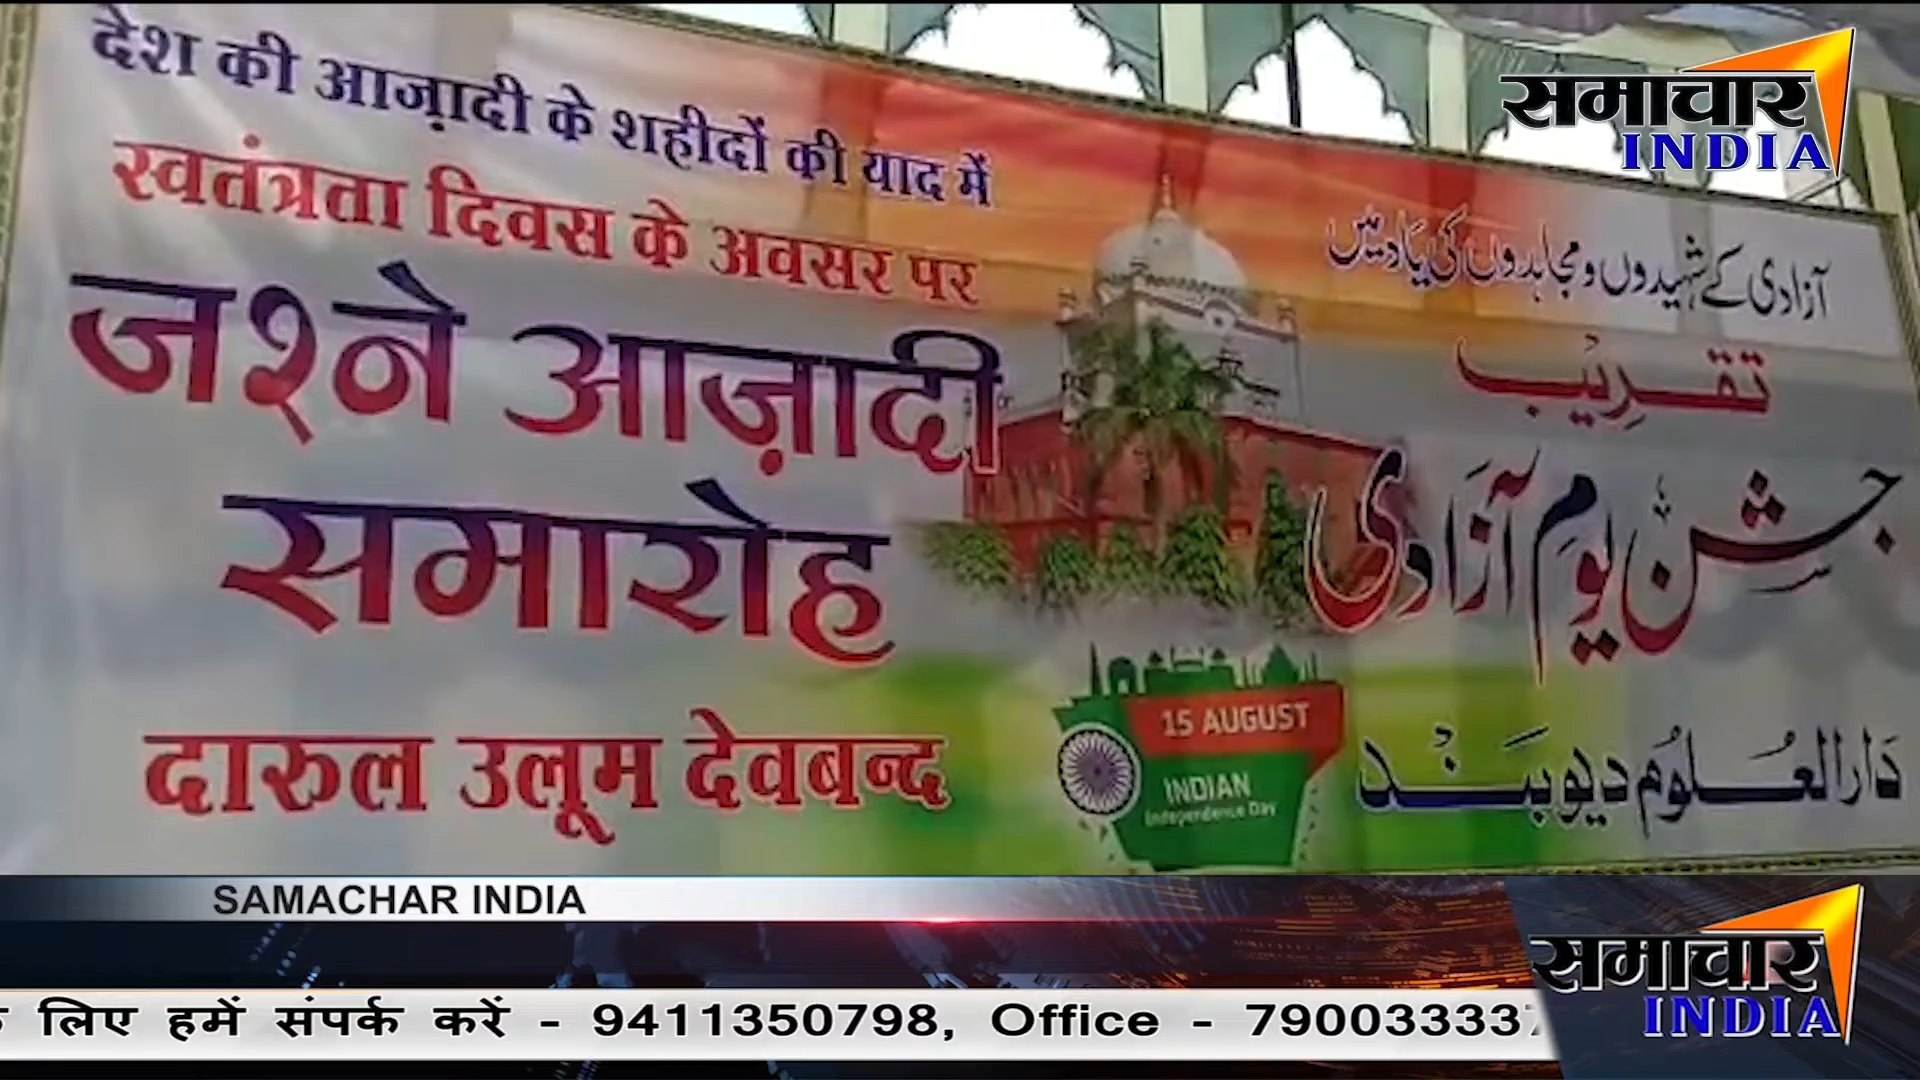 देश की आज़ादी के शहीदों की याद में
स्वतंत्रता दिवस के अवसर पर
जश्ने आज़ादी
समारोह
दारुल उलूम देवबन्द
آزادی کے شہیدوں و مجاہدوں کی یاد میں
تقریب
جشن یوم آزادی
دارالعلوم دیوبند
15 AUGUST
INDIAN
Independence Day
समाचार
INDIA
SAMACHAR INDIA
लिए हमें संपर्क करें - 9411350798, Office - 790033337
समाचार
INDIA